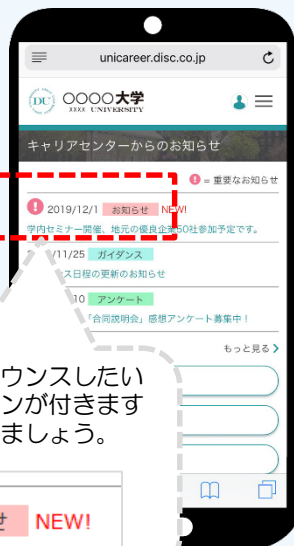 unicareer.disc.co.jp
DU
○○○○大学
XXXX UNIVERSITY
キャリアセンターからのお知らせ
! = 重要なお知らせ
! 2019/12/1 お知らせ NEW!
学内セミナー開催、地元の優良企業50社参加予定です。
/11/25 ガイダンス
ス日程の更新のお知らせ
10 アンケート
「合同説明会」感想アンケート募集中！
もっと見る
ウンスしたい
ンが付きます
ましょう。
せ NEW!